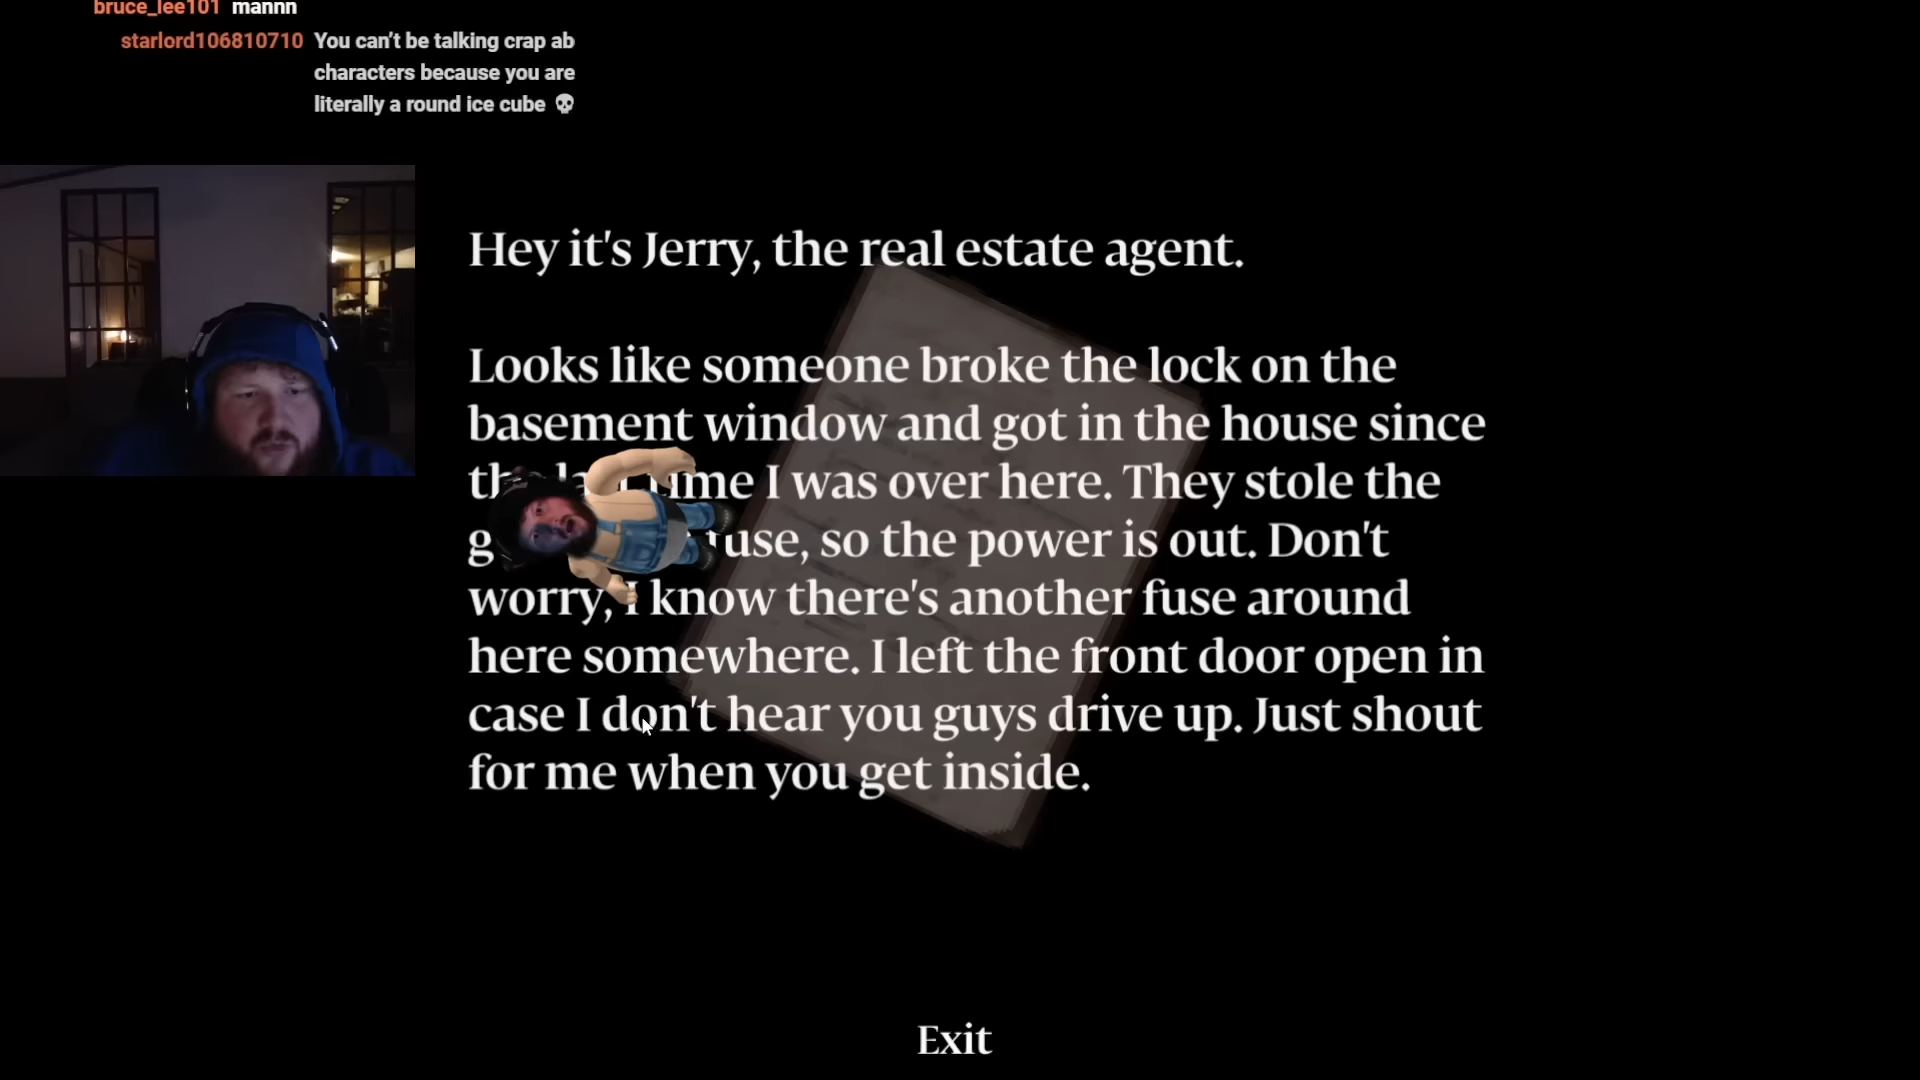 bruce_lee101 mannn
starlord106810710 You can't be talking crap ab
characters because you are
literally a round ice cube 💀
Hey it's Jerry, the real estate agent.
Looks like someone broke the lock on the
basement window and got in the house since
time I was over here. They stole the
fuse, so the power is out. Don't
worry, I know there's another fuse around
here somewhere. I left the front door open in
case I don't hear you guys drive up. Just shout
for me when you get inside.
Exit